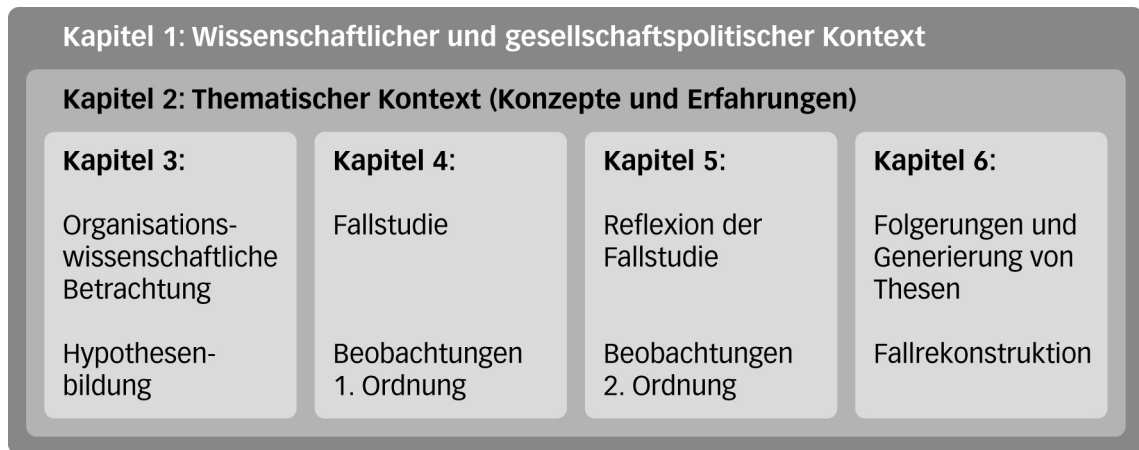 Kapitel 1: Wissenschaftlicher und gesellschaftspolitischer Kontext
Kapitel 2: Thematischer Kontext (Konzepte und Erfahrungen)
Kapitel 3:
Organisations-
wissenschaftliche
Betrachtung
Hypothesen-
bildung
Kapitel 4:
Fallstudie
Beobachtungen
1. Ordnung
Kapitel 5:
Reflexion der
Fallstudie
Beobachtungen
2. Ordnung
Kapitel 6:
Folgerungen und
Generierung von
Thesen
Fallrekonstruktion